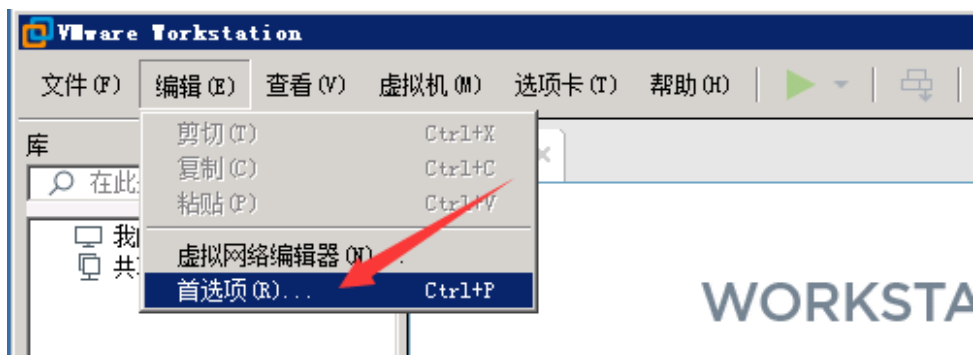 VMware Workstation
文件(F) 编辑(E) 查看(V) 虚拟机(M) 选项卡(T) 帮助(H)
库
在此
剪切(T) Ctrl+X
复制(C) Ctrl+C
粘贴(P) Ctrl+V
我
共
虚拟网络编辑器(N)...
首选项(R)... Ctrl+P
WORKSTA